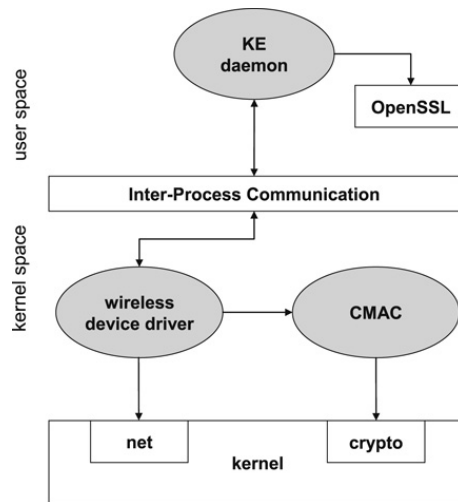 KE
daemon
user space
OpenSSL
Inter-Process Communication
kernel space
wireless
device driver
CMAC
net
crypto
kernel